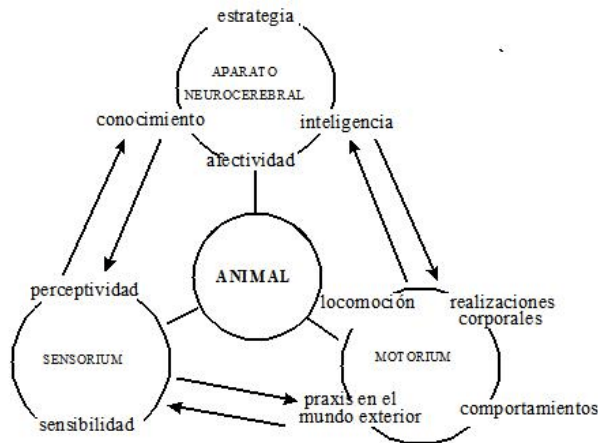 estrategia
APARATO
NEUROCEREBRAL
conocimiento
inteligencia
afectividad
ANIMAL
perceptividad
locomoción
realizaciones
corporales
SENSORIUM
MOTORIUM
praxis en el
mundo exterior
comportamientos
sensibilidad